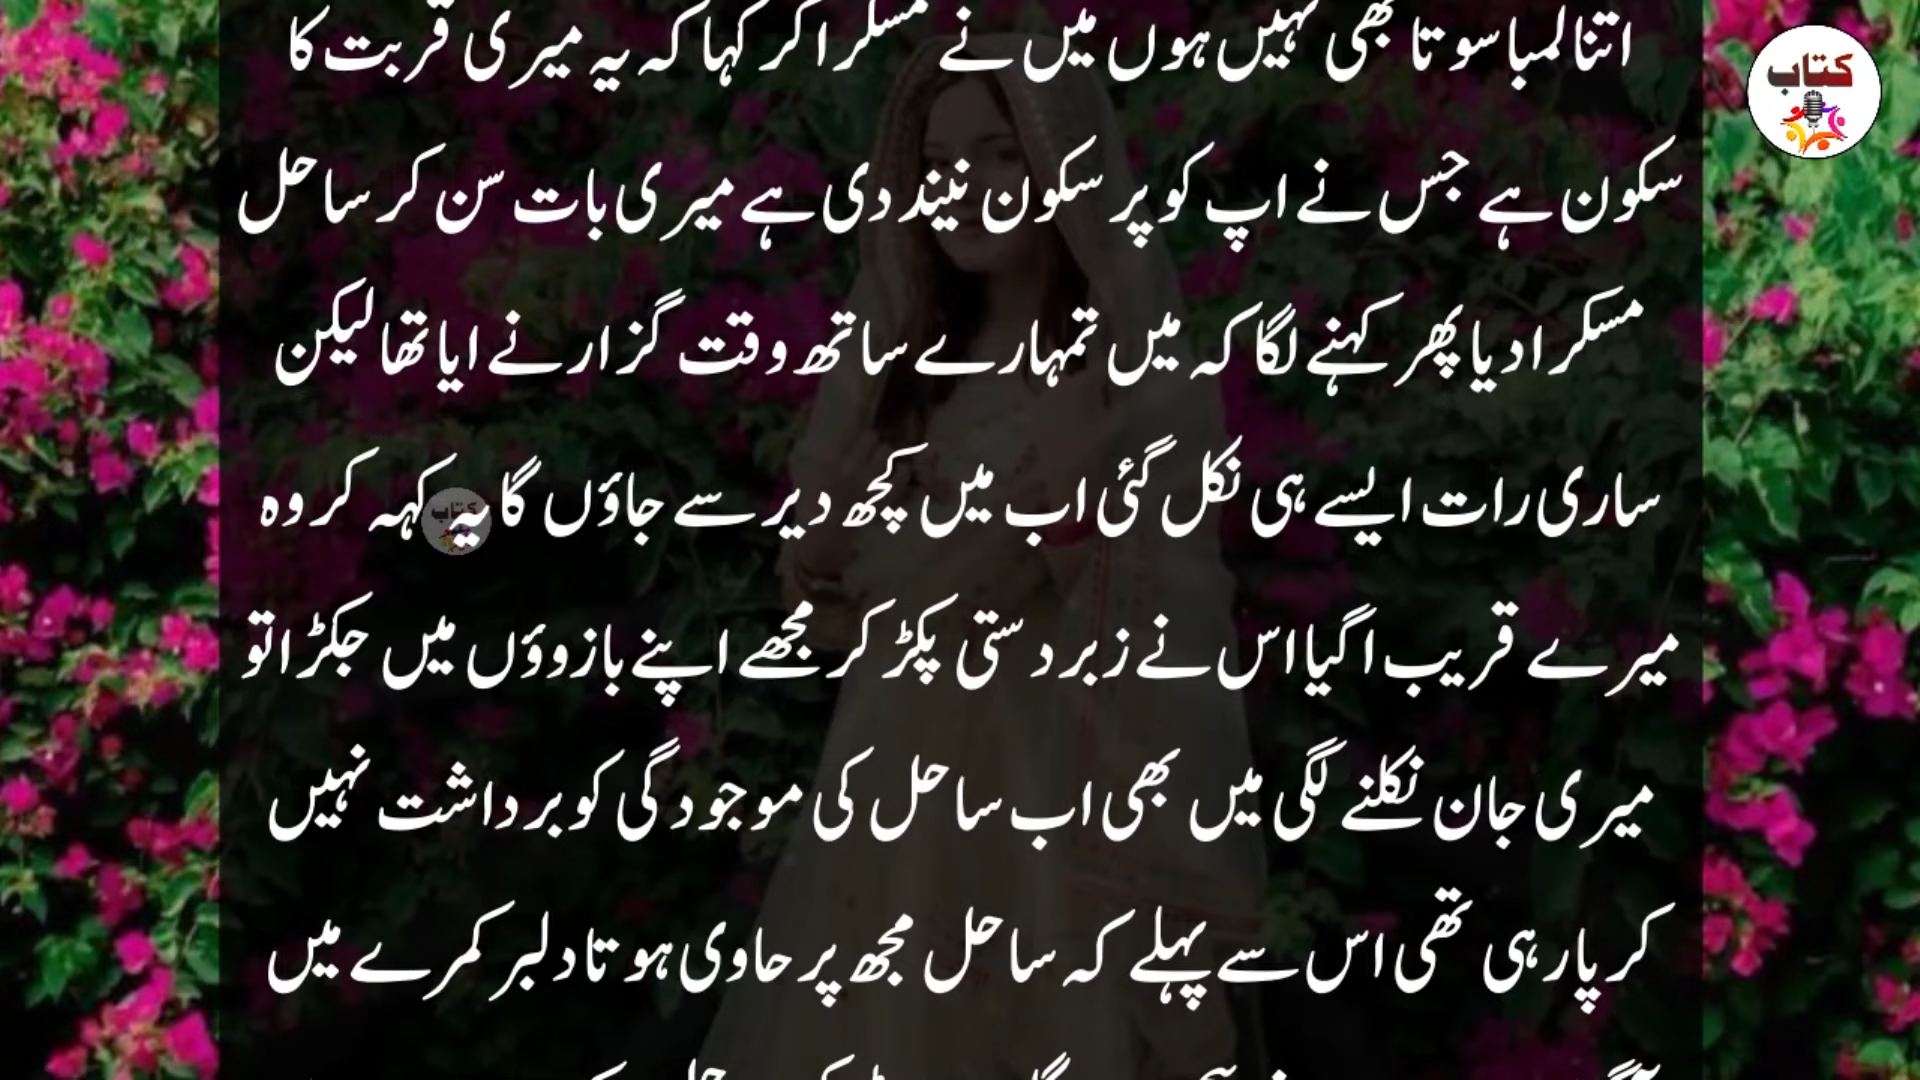 اتنا لمبا سوتا بھی نہیں ہوں میں نے مسکرا کر کہا کہ یہ میری قربت کا
سکون ہے جس نے اپ کو پر سکون نیند دی ہے میری بات سن کر ساحل
مسکرا دیا پھر کہنے لگا کہ میں تمہارے ساتھ وقت گزارنے ایا تھا لیکن
ساری رات ایسے ہی نکل گئی اب میں کچھ دیر سے جاؤں گا یہ کہہ کر وہ
میرے قریب اگیا اس نے زبردستی پکڑ کر مجھے اپنے بازوؤں میں جکڑا تو
میری جان نکلنے لگی میں بھی اب ساحل کی موجودگی کو برداشت نہیں
کر پا رہی تھی اس سے پہلے کہ ساحل مجھ پر حاوی ہوتا دلبر کمرے میں
کتاب
کتاب